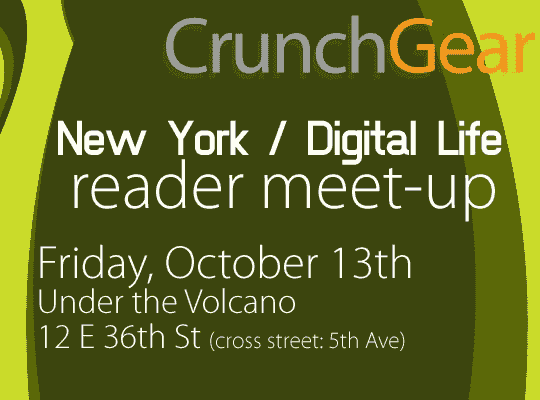 CrunchGear
New York / Digital Life
reader meet-up
Friday, October 13th
Under the Volcano
12 E 36th St (cross street: 5th Ave)